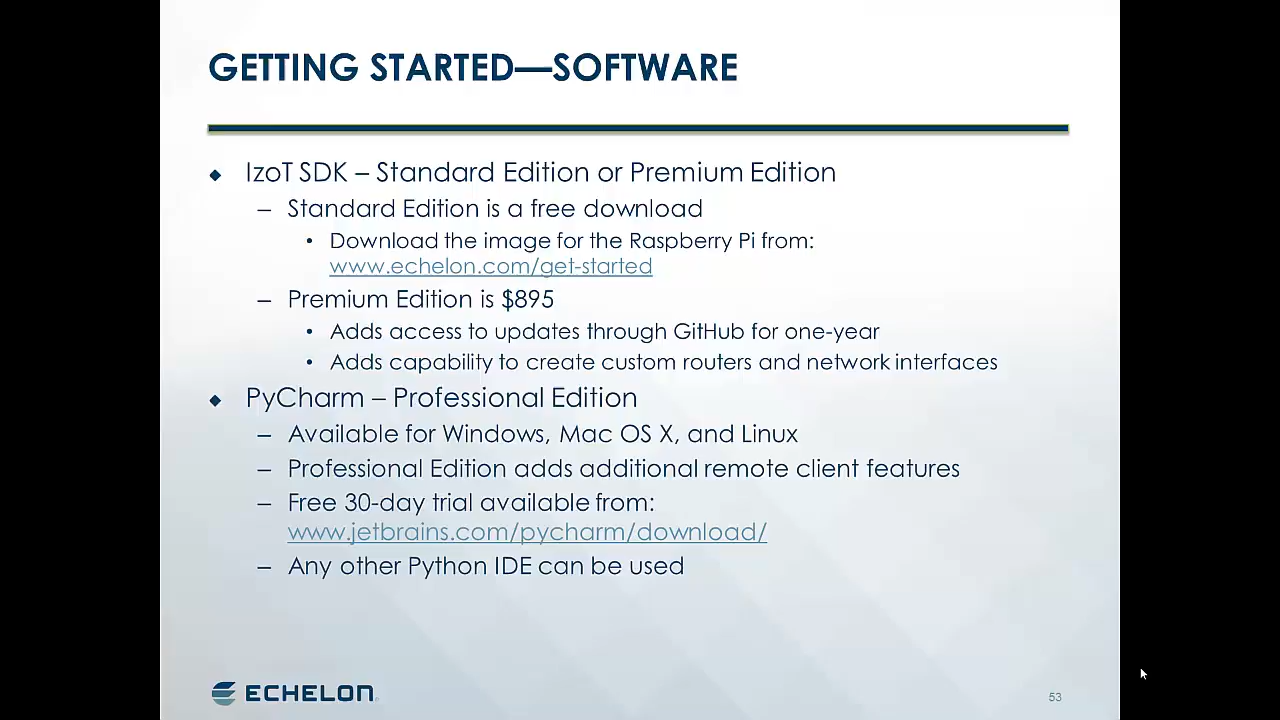 GETTING STARTED—SOFTWARE
◆ IzoT SDK – Standard Edition or Premium Edition
– Standard Edition is a free download
• Download the image for the Raspberry Pi from:
www.echelon.com/get-started
– Premium Edition is $895
• Adds access to updates through GitHub for one-year
• Adds capability to create custom routers and network interfaces
◆ PyCharm – Professional Edition
– Available for Windows, Mac OS X, and Linux
– Professional Edition adds additional remote client features
– Free 30-day trial available from:
www.jetbrains.com/pycharm/download/
– Any other Python IDE can be used
ECHELON
53